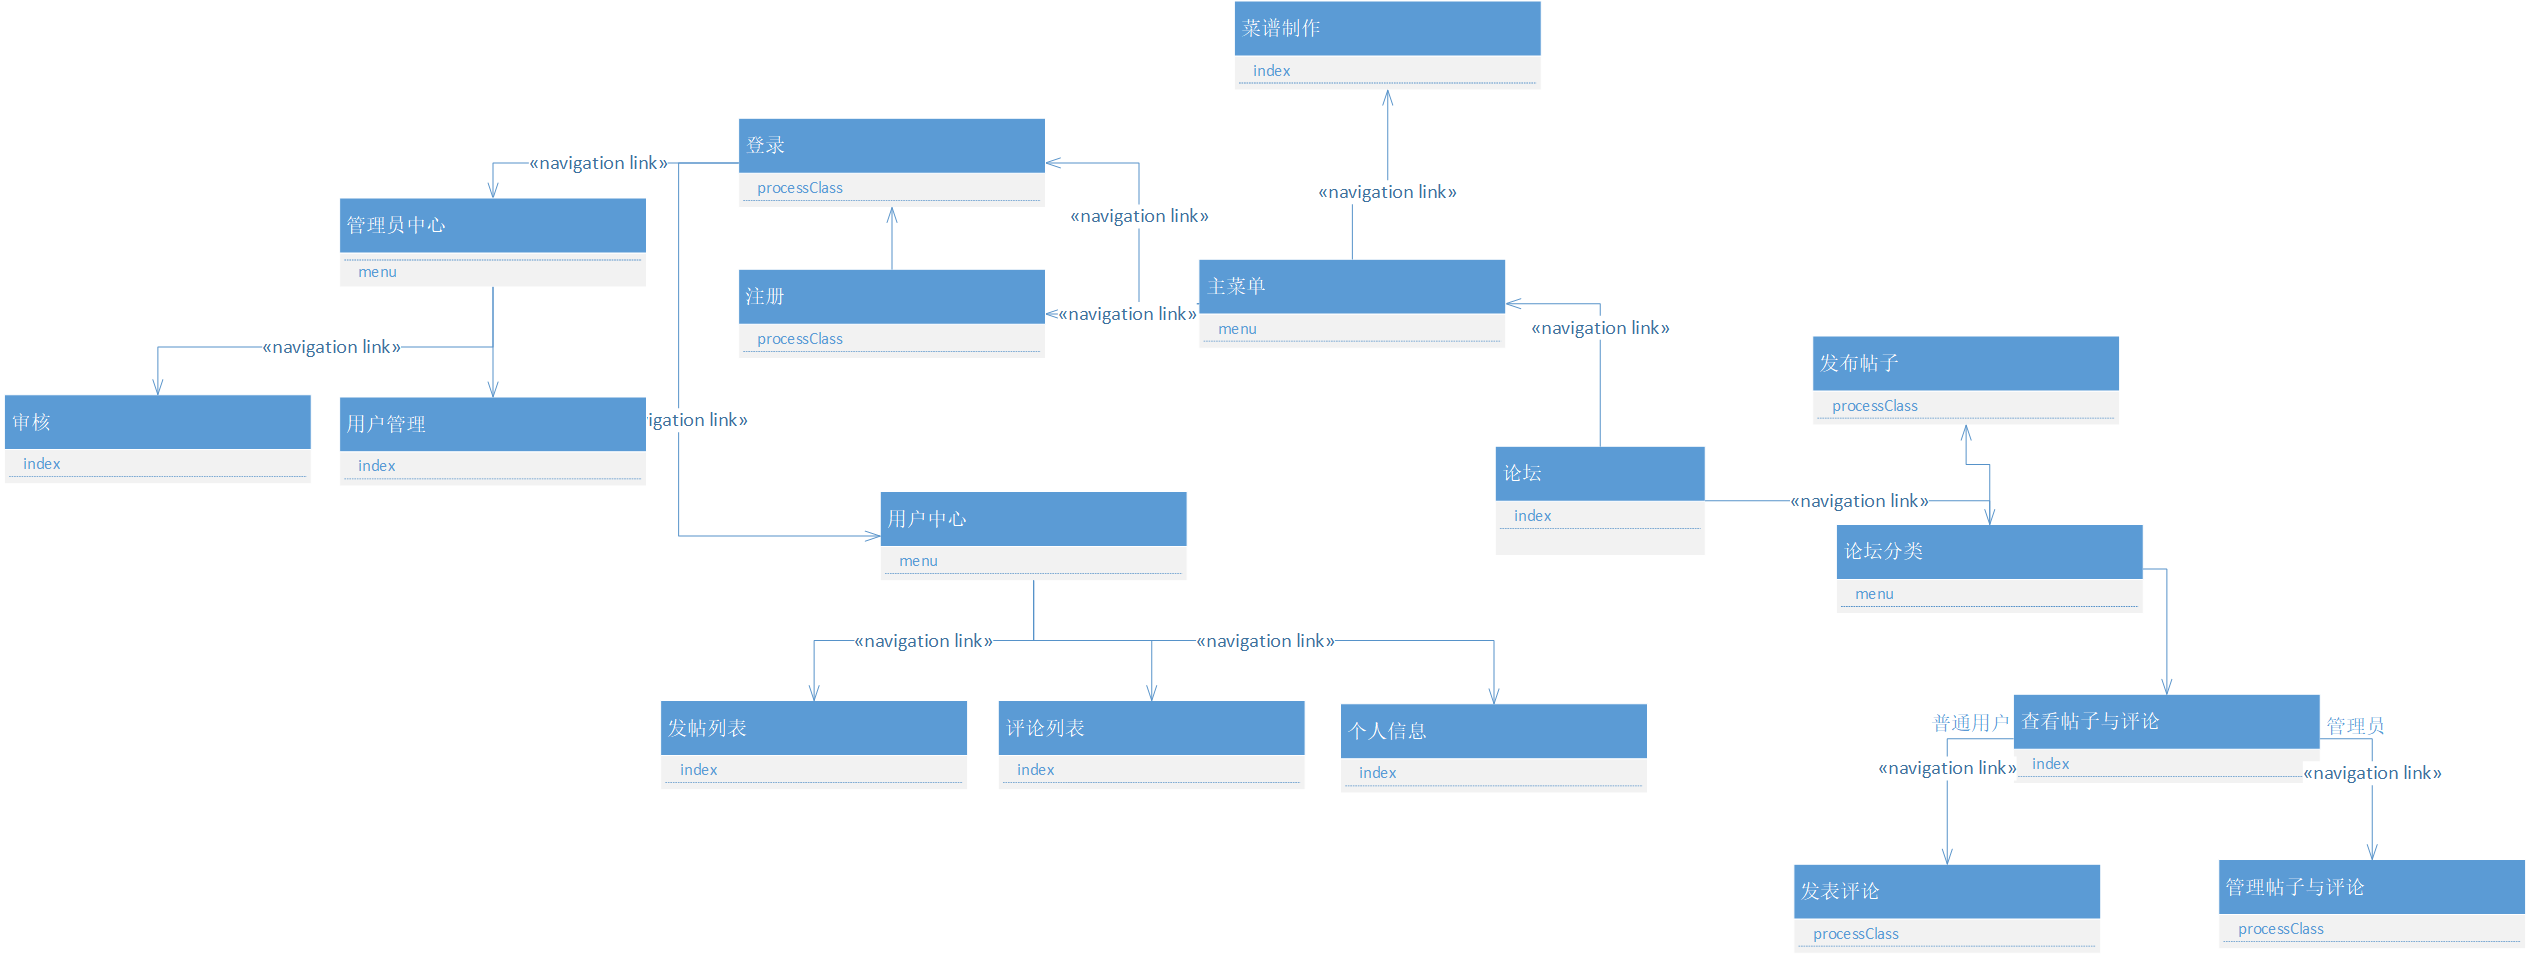 菜谱制作
index
登录
processClass
«navigation link»
«navigation link»
«navigation link»
管理员中心
menu
注册
processClass
«navigation link»
主菜单
menu
«navigation link»
«navigation link»
发布帖子
processClass
审核
index
用户管理
index
igation link»
论坛
index
«navigation link»
用户中心
menu
论坛分类
menu
«navigation link»
«navigation link»
发帖列表
index
评论列表
index
个人信息
index
普通用户
查看帖子与评论
index
管理员
«navigation link»
«navigation link»
发表评论
processClass
管理帖子与评论
processClass